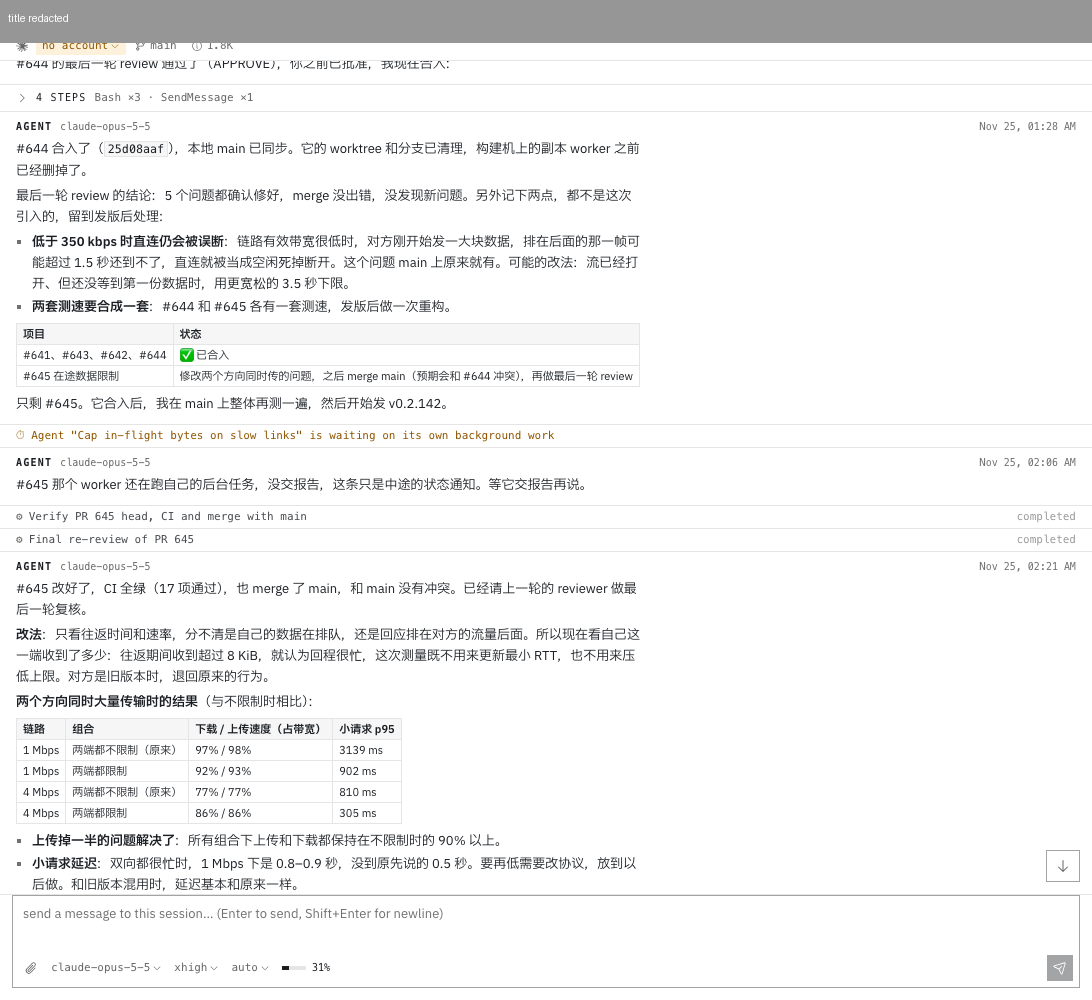 title redacted
no account main 1.8K
#644 的最后一轮 review 通过了（APPROVE），你之前已批准，我现在合入：
4 STEPS Bash ×3 · SendMessage ×1
AGENT claude-opus-5-5 Nov 25, 01:28 AM
#644 合入了（25d08aaf），本地 main 已同步。它的 worktree 和分支已清理，构建机上的副本 worker 之前
已经删掉了。
最后一轮 review 的结论：5 个问题都确认修好，merge 没出错，没发现新问题。另外记下两点，都不是这次
引入的，留到发版后处理：
低于 350 kbps 时直连仍会被误断：链路有效带宽很低时，对方刚开始发一大块数据，排在后面的那一帧可
能超过 1.5 秒还到不了，直连就被当成空闲死掉断开。这个问题 main 上原来就有。可能的改法：流已经打
开、但还没等到第一份数据时，用更宽松的 3.5 秒下限。
两套测速要合成一套：#644 和 #645 各有一套测速，发版后做一次重构。
项目 状态
#641、#643、#642、#644 ✅ 已合入
#645 在途数据限制 修改两个方向同时传的问题，之后 merge main（预期会和 #644 冲突），再做最后一轮 review
只剩 #645。它合入后，我在 main 上整体再测一遍，然后开始发 v0.2.142。
Agent "Cap in-flight bytes on slow links" is waiting on its own background work
AGENT claude-opus-5-5 Nov 25, 02:06 AM
#645 那个 worker 还在跑自己的后台任务，没交报告，这条只是中途的状态通知。等它交报告再说。
Verify PR 645 head, CI and merge with main completed
Final re-review of PR 645 completed
AGENT claude-opus-5-5 Nov 25, 02:21 AM
#645 改好了，CI 全绿（17 项通过），也 merge 了 main，和 main 没有冲突。已经请上一轮的 reviewer 做最
后一轮复核。
改法：只看往返时间和速率，分不清是自己的数据在排队，还是回应排在对方的流量后面。所以现在看自己这
一端收到了多少：往返期间收到超过 8 KiB，就认为回程很忙，这次测量既不用来更新最小 RTT，也不用来压
低上限。对方是旧版本时，退回原来的行为。
两个方向同时大量传输时的结果（与不限制时相比）：
链路 组合 下载 / 上传速度（占带宽） 小请求 p95
1 Mbps 两端都不限制（原来） 97% / 98% 3139 ms
1 Mbps 两端都限制 92% / 93% 902 ms
4 Mbps 两端都不限制（原来） 77% / 77% 810 ms
4 Mbps 两端都限制 86% / 86% 305 ms
上传掉一半的问题解决了：所有组合下上传和下载都保持在不限制时的 90% 以上。
小请求延迟：双向都很忙时，1 Mbps 下是 0.8–0.9 秒，没到原先说的 0.5 秒。要再低需要改协议，放到以
后做。和旧版本混用时，延迟基本和原来一样。
send a message to this session... (Enter to send, Shift+Enter for newline)
claude-opus-5-5 xhigh auto 31%